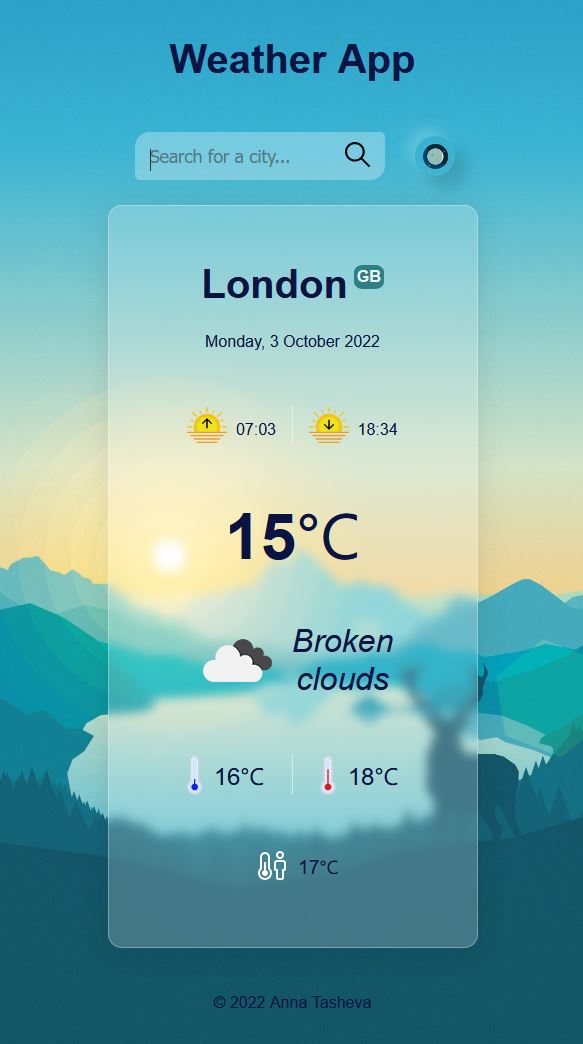 Weather App
Search for a city...
London GB
Monday, 3 October 2022
07:03 18:34
15°C
Broken
clouds
16°C 18°C
17°C
© 2022 Anna Tasheva